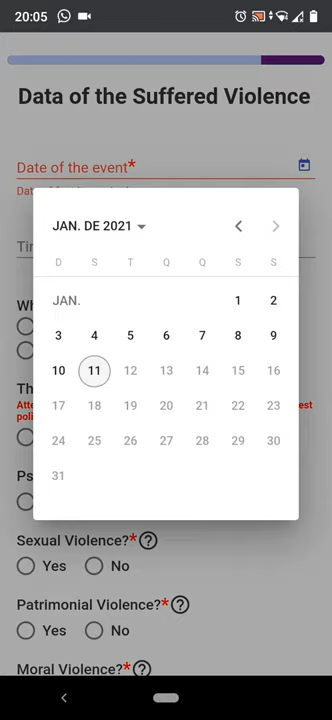 20:05
Data of the Suffered Violence
Date of the event*
JAN. DE 2021
D S T Q Q S S
JAN. 1 2
3 4 5 6 7 8 9
10 11 12 13 14 15 16
17 18 19 20 21 22 23
24 25 26 27 28 29 30
31
Sexual Violence?* ?
Yes No
Patrimonial Violence?* ?
Yes No
Moral Violence?* ?